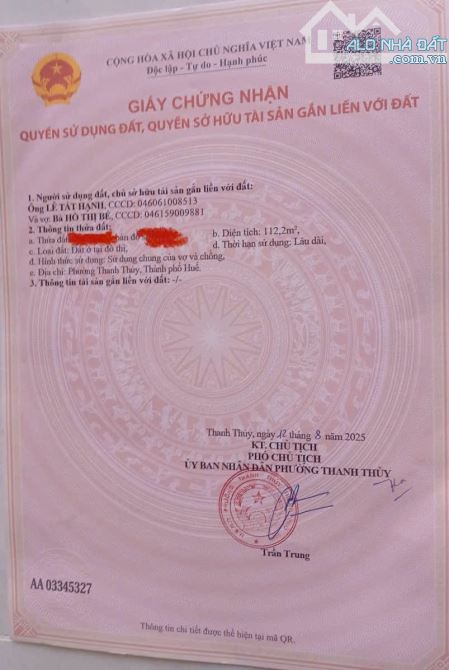 ALO NHÀ ĐẤT
.com.vn
CỘNG HÒA XÃ HỘI CHỦ NGHĨA VIỆT NAM
Độc lập - Tự do - Hạnh phúc
GIẤY CHỨNG NHẬN
QUYỀN SỬ DỤNG ĐẤT, QUYỀN SỞ HỮU TÀI SẢN GẮN LIỀN VỚI ĐẤT
1. Người sử dụng đất, chủ sở hữu tài sản gắn liền với đất:
Ông LÊ TẤT HẠNH, CCCD: 046061008513
Và vợ: Bà HỒ THỊ BÉ, CCCD: 046159009881
2. Thông tin thửa đất:
a. Thửa đất bản đồ b. Diện tích: 112,2m²,
c. Loại đất: Đất ở tại đô thị, d. Thời hạn sử dụng: Lâu dài,
đ. Hình thức sử dụng: Sử dụng chung của vợ và chồng,
e. Địa chỉ: Phường Thanh Thủy, Thành phố Huế.
3. Thông tin tài sản gắn liền với đất: -/-
Thanh Thủy, ngày 12 tháng 8 năm 2025
KT. CHỦ TỊCH
PHÓ CHỦ TỊCH
ỦY BAN NHÂN DÂN PHƯỜNG THANH THỦY
Trần Trung
AA 03345327
Thông tin chi tiết được thể hiện tại mã QR.